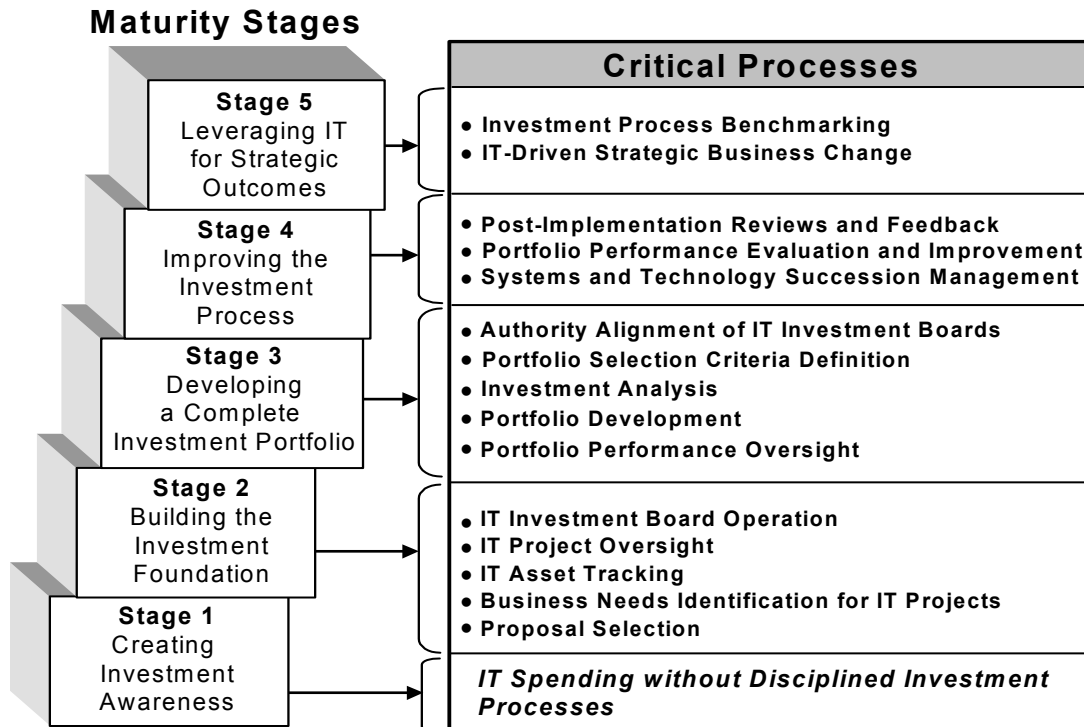 Maturity Stages
Critical Processes
Stage 5
Leveraging IT
for Strategic
Outcomes
• Investment Process Benchmarking
• IT-Driven Strategic Business Change
Stage 4
Improving the
Investment
Process
• Post-Implementation Reviews and Feedback
• Portfolio Performance Evaluation and Improvement
• Systems and Technology Succession Management
Stage 3
Developing
a Complete
Investment Portfolio
• Authority Alignment of IT Investment Boards
• Portfolio Selection Criteria Definition
• Investment Analysis
• Portfolio Development
• Portfolio Performance Oversight
Stage 2
Building the
Investment
Foundation
• IT Investment Board Operation
• IT Project Oversight
• IT Asset Tracking
• Business Needs Identification for IT Projects
• Proposal Selection
Stage 1
Creating
Investment
Awareness
IT Spending without Disciplined Investment
Processes